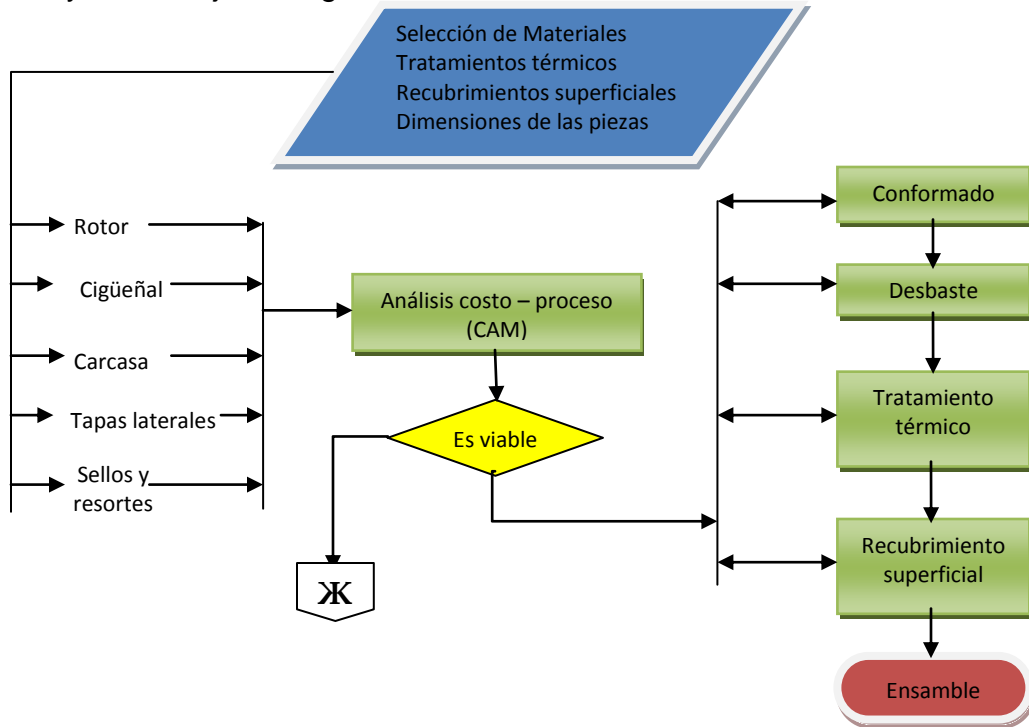 Selección de Materiales
Tratamientos térmicos
Recubrimientos superficiales
Dimensiones de las piezas
Rotor
Cigüeñal
Carcasa
Tapas laterales
Sellos y
resortes
Análisis costo – proceso
(CAM)
Es viable
Ж
Conformado
Desbaste
Tratamiento
térmico
Recubrimiento
superficial
Ensamble